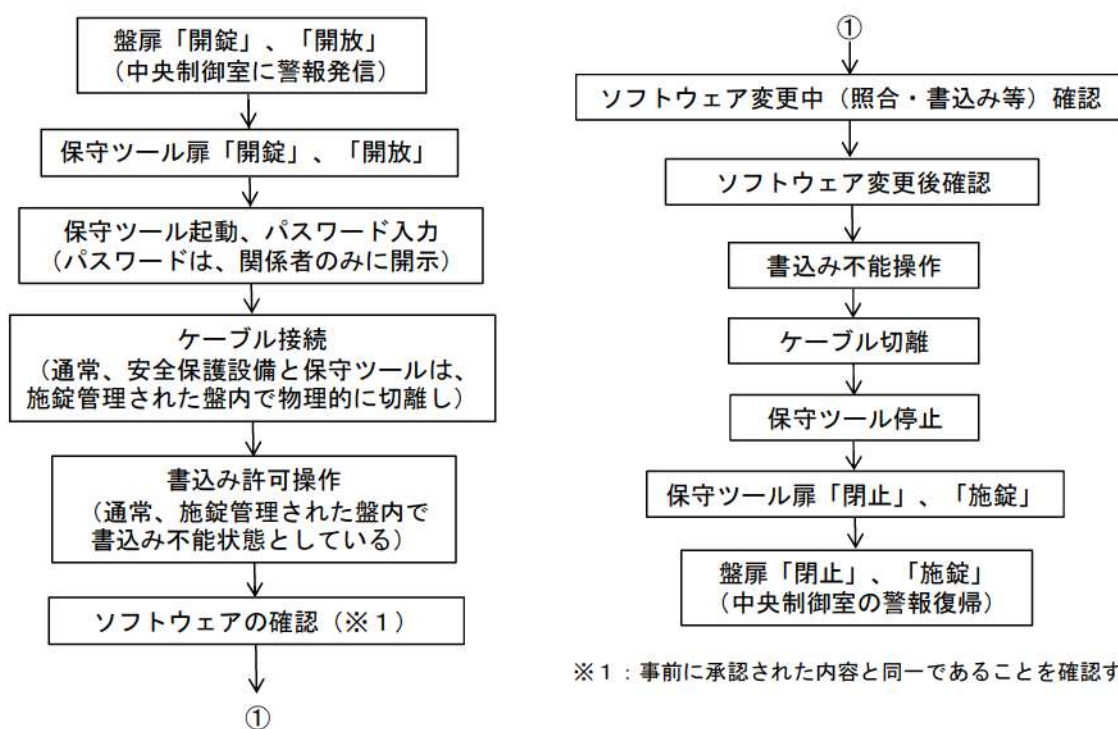 盤扉「開錠」、「開放」
（中央制御室に警報発信）
保守ツール扉「開錠」、「開放」
保守ツール起動、パスワード入力
（パスワードは、関係者のみに開示）
ケーブル接続
（通常、安全保護設備と保守ツールは、
施錠管理された盤内で物理的に切離し）
書込み許可操作
（通常、施錠管理された盤内で
書込み不能状態としている）
ソフトウェアの確認（※１）
①
①
ソフトウェア変更中（照合・書込み等）確認
ソフトウェア変更後確認
書込み不能操作
ケーブル切離
保守ツール停止
保守ツール扉「閉止」、「施錠」
盤扉「閉止」、「施錠」
（中央制御室の警報復帰）
※１：事前に承認された内容と同一であることを確認す